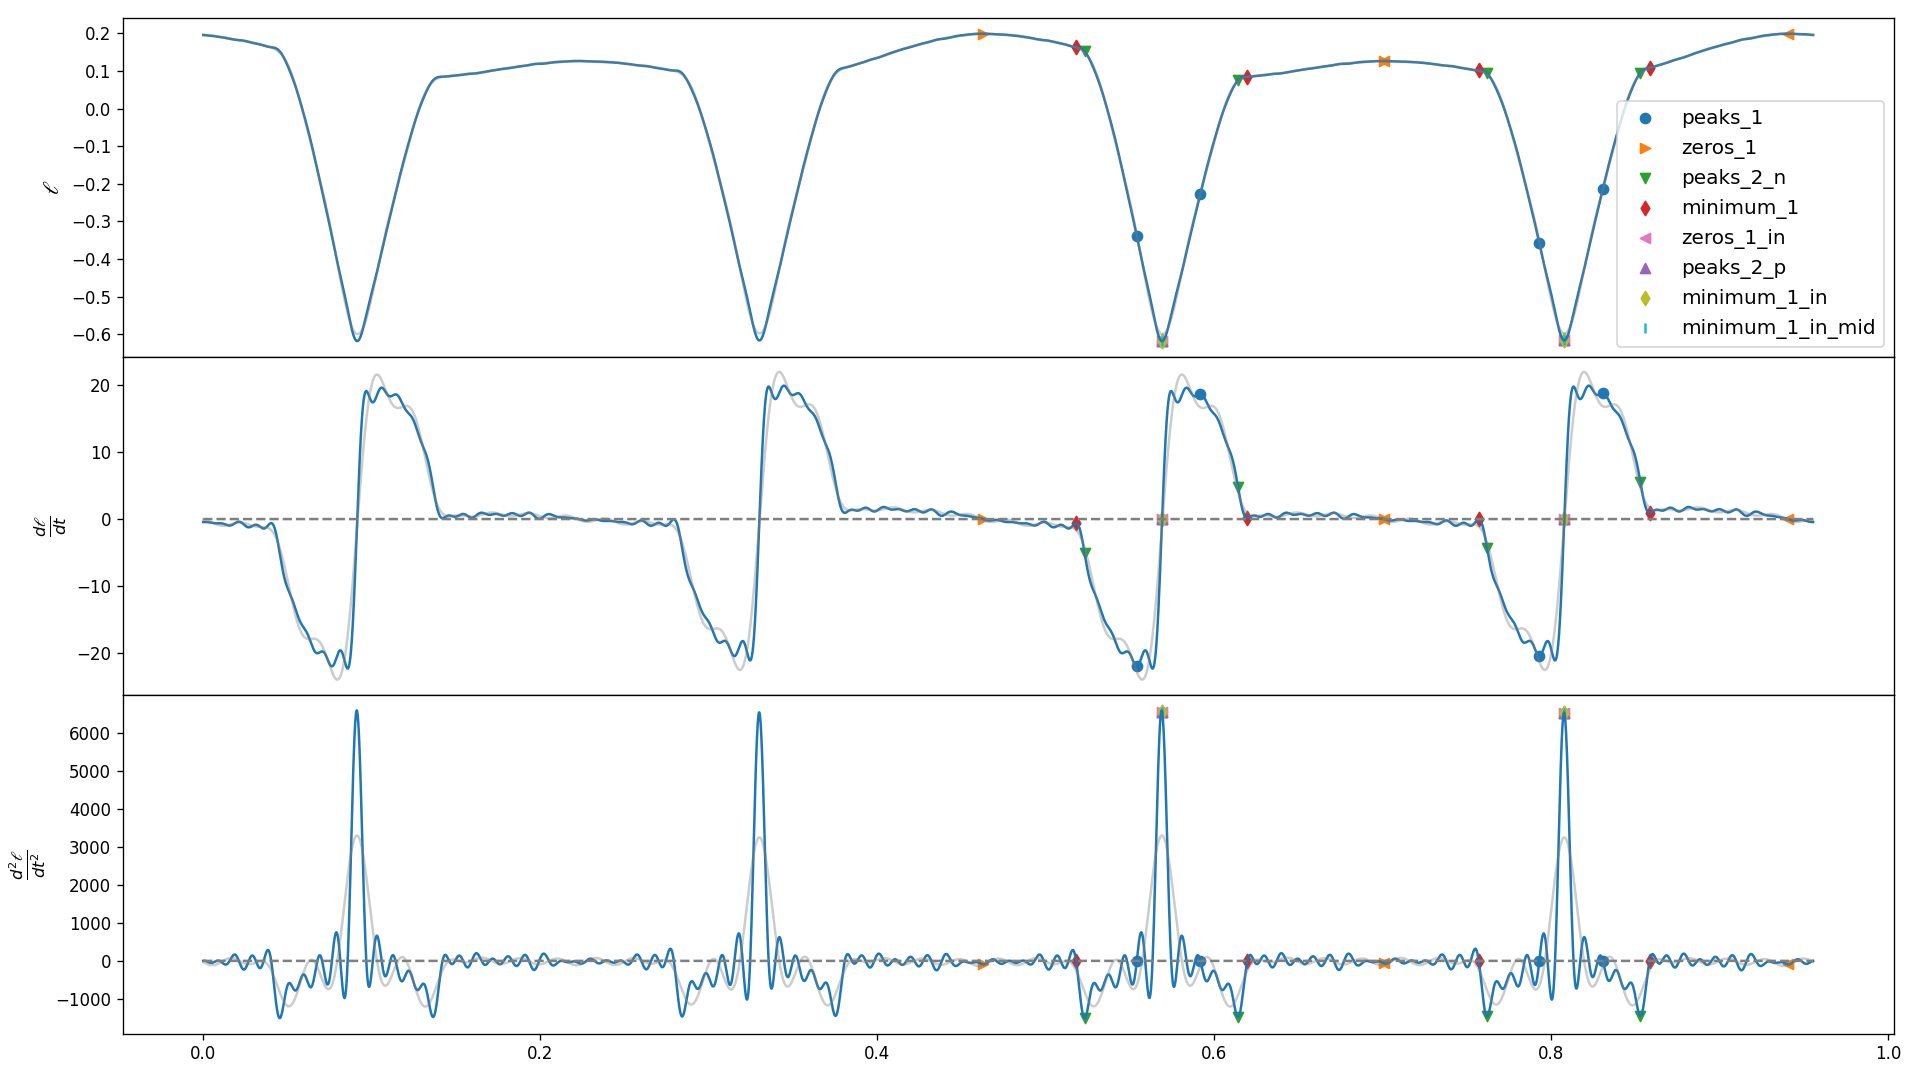 0.2
0.1
0.0
−0.1
−0.2
−0.3
−0.4
−0.5
−0.6
ℓ
peaks_1
zeros_1
peaks_2_n
minimum_1
zeros_1_in
peaks_2_p
minimum_1_in
minimum_1_in_mid
20
10
0
−10
−20
dℓ/dt
6000
5000
4000
3000
2000
1000
0
−1000
d²ℓ/dt²
0.0 0.2 0.4 0.6 0.8 1.0